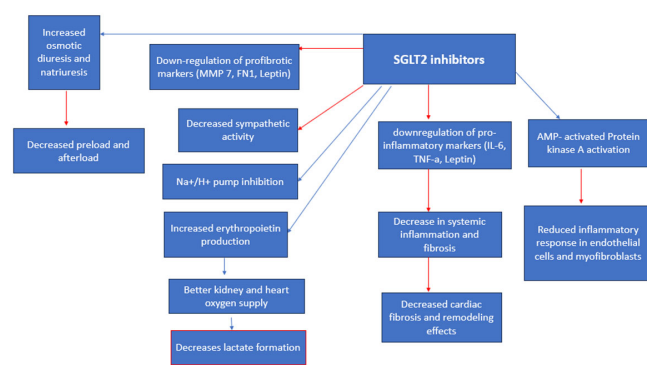 SGLT2 inhibitors
Increased
osmotic
diuresis and
natriuresis
Decreased preload and
afterload
Down-regulation of profibrotic
markers (MMP 7, FN1, Leptin)
Decreased sympathetic
activity
Na+/H+ pump inhibition
Increased erythropoietin
production
Better kidney and heart
oxygen supply
Decreases lactate formation
downregulation of pro-
inflammatory markers (IL-6,
TNF-a, Leptin)
Decrease in systemic
inflammation and
fibrosis
Decreased cardiac
fibrosis and remodeling
effects
AMP- activated Protein
kinase A activation
Reduced inflammatory
response in endothelial
cells and myofibroblasts